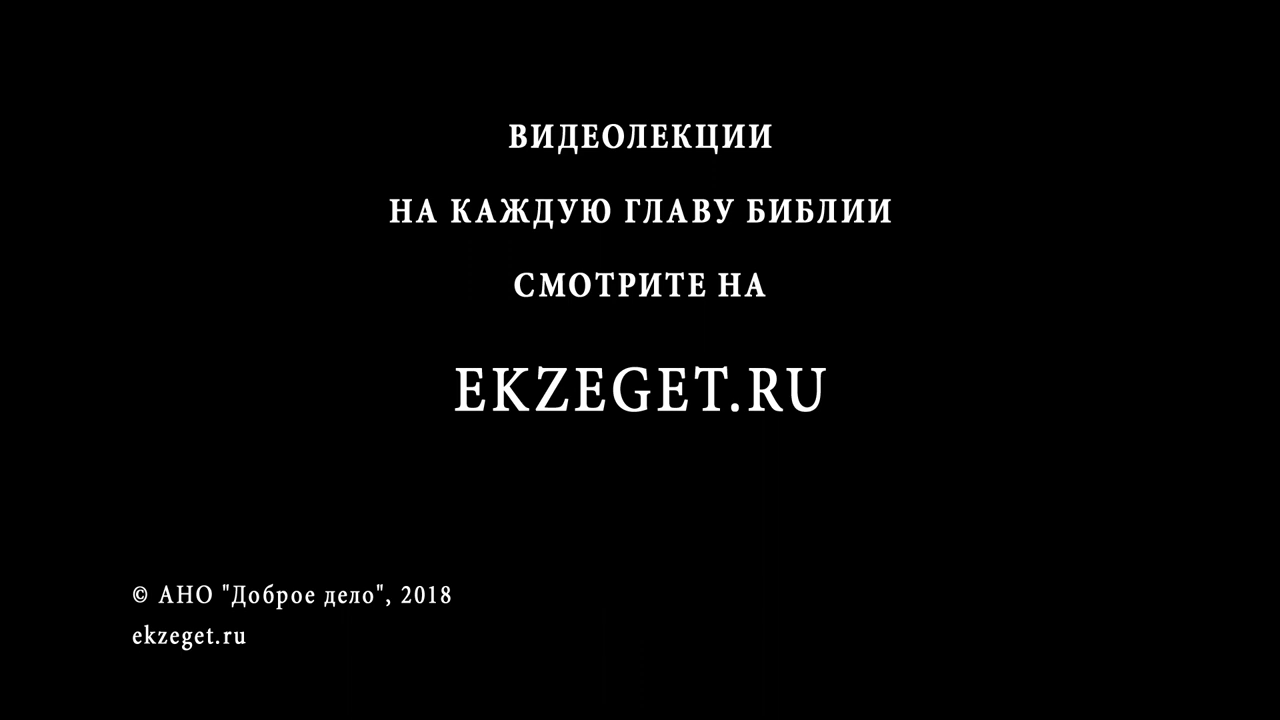 ВИДЕОЛЕКЦИИ
НА КАЖДУЮ ГЛАВУ БИБЛИИ
СМОТРИТЕ НА
EKZEGET.RU
© АНО "Доброе дело", 2018
ekzeget.ru